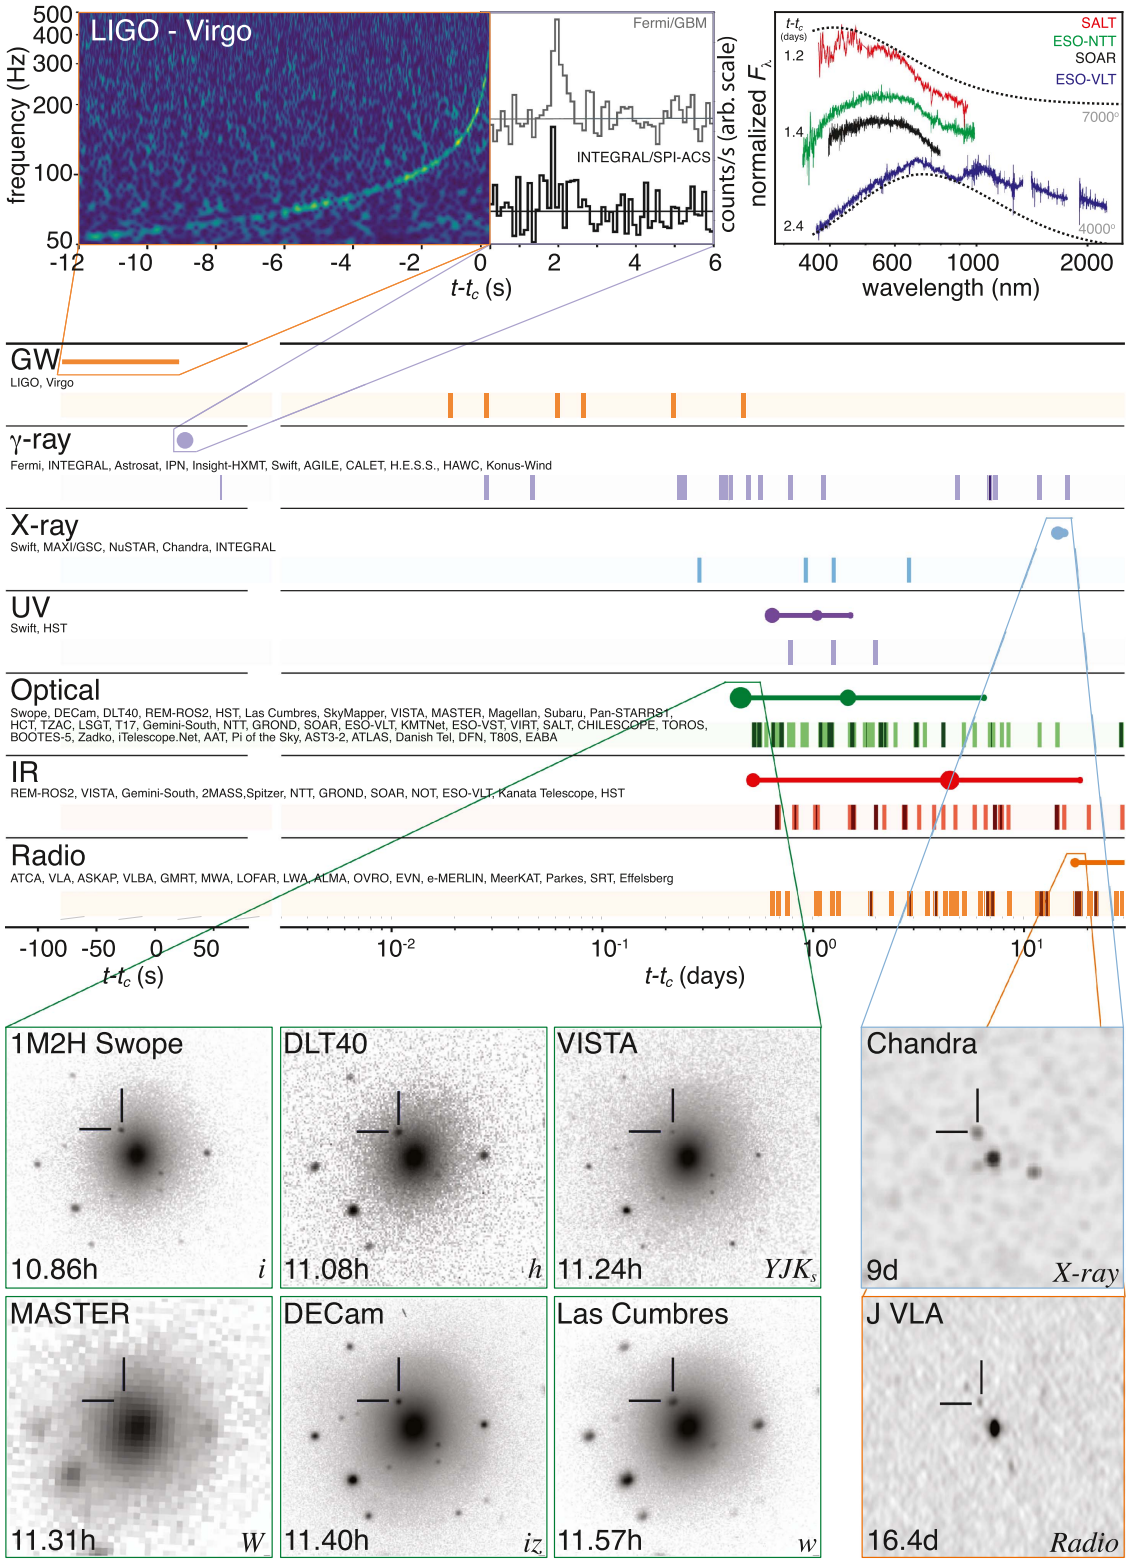 LIGO - Virgo
frequency (Hz)
500
400
300
200
100
50
-12 -10 -8 -6 -4 -2 0 2 4 6
t-tc (s)
Fermi/GBM
INTEGRAL/SPI-ACS
counts/s (arb. scale)
normalized Fλ
t-tc
(days)
1.2
1.4
2.4
SALT
ESO-NTT
SOAR
ESO-VLT
7000°
4000°
400 600 1000 2000
wavelength (nm)
GW
LIGO, Virgo
γ-ray
Fermi, INTEGRAL, Astrosat, IPN, Insight-HXMT, Swift, AGILE, CALET, H.E.S.S., HAWC, Konus-Wind
X-ray
Swift, MAXI/GSC, NuSTAR, Chandra, INTEGRAL
UV
Swift, HST
Optical
Swope, DECam, DLT40, REM-ROS2, HST, Las Cumbres, SkyMapper, VISTA, MASTER, Magellan, Subaru, Pan-STARRS1,
HCT, TZAC, LSGT, T17, Gemini-South, NTT, GROND, SOAR, ESO-VLT, KMTNet, ESO-VST, VIRT, SALT, CHILESCOPE, TOROS,
BOOTES-5, Zadko, iTelescope.Net, AAT, Pi of the Sky, AST3-2, ATLAS, Danish Tel, DFN, T80S, EABA
IR
REM-ROS2, VISTA, Gemini-South, 2MASS,Spitzer, NTT, GROND, SOAR, NOT, ESO-VLT, Kanata Telescope, HST
Radio
ATCA, VLA, ASKAP, VLBA, GMRT, MWA, LOFAR, LWA, ALMA, OVRO, EVN, e-MERLIN, MeerKAT, Parkes, SRT, Effelsberg
-100 -50 0 50 10⁻² 10⁻¹ 10⁰ 10¹
t-tc (s) t-tc (days)
1M2H Swope
10.86h i
DLT40
11.08h h
VISTA
11.24h YJKs
Chandra
9d X-ray
MASTER
11.31h W
DECam
11.40h iz
Las Cumbres
11.57h w
J VLA
16.4d Radio